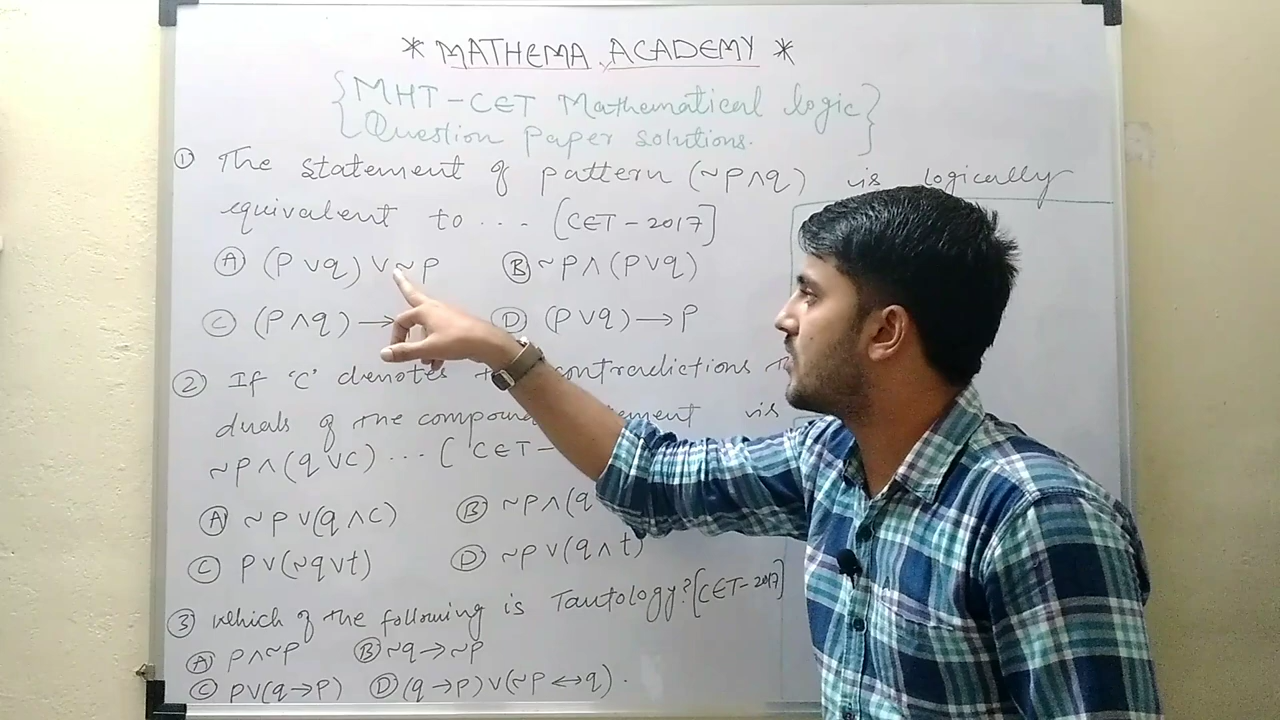 * MATHEMA ACADEMY *
{MHT-CET Mathematical logic
Question Paper solutions.}
① The statement of pattern (~p∧q) is logically
equivalent to ... [CET-2017]
Ⓐ (p∨q)∨~p Ⓑ ~p∧(p∨q)
Ⓒ (p∧q)→ Ⓓ (p∨q)→p
② If 'c' denotes contradictions
duals of the compound is
~p∧(q∨c) ... [CET-
Ⓐ ~p∨(q∧c) Ⓑ ~p∧(q
Ⓒ p∨(~q∨t) Ⓓ ~p∨(q∧t)
③ which of the following is Tautology? [CET-2017]
Ⓐ p∧~p Ⓑ ~q→~p
Ⓒ p∨(q→p) Ⓓ (q→p)∨(~p↔q).